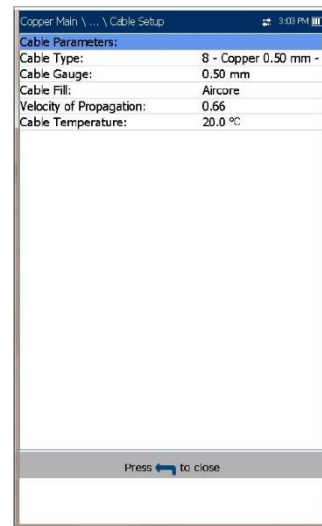 Copper Main \ ... \ Cable Setup 3:03 PM
Cable Parameters:
Cable Type: 8 - Copper 0.50 mm -
Cable Gauge: 0.50 mm
Cable Fill: Aircore
Velocity of Propagation: 0.66
Cable Temperature: 20.0 ºC
Press to close